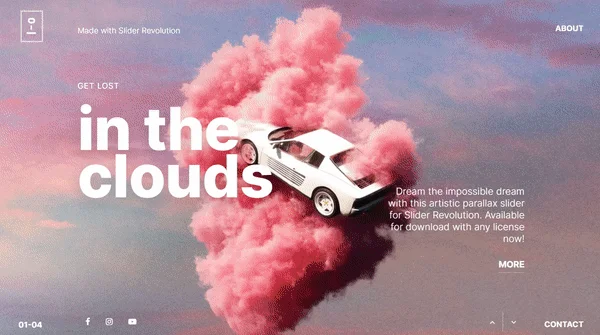 Made with Slider Revolution
ABOUT
GET LOST
in the
clouds
Dream the impossible dream
with this artistic parallax slider
for Slider Revolution. Available
for download with any license
now!
MORE
01-04
CONTACT